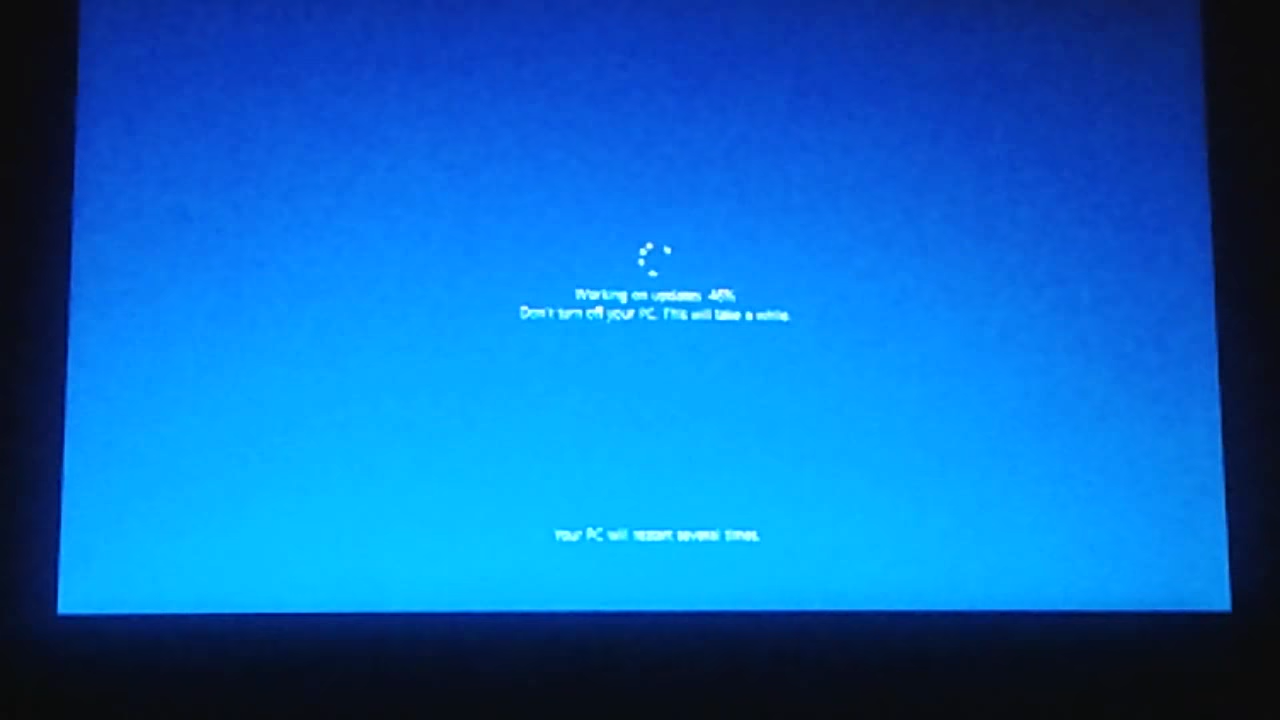 Working on updates 46%
Don't turn off your PC. This will take a while.
Your PC will restart several times.